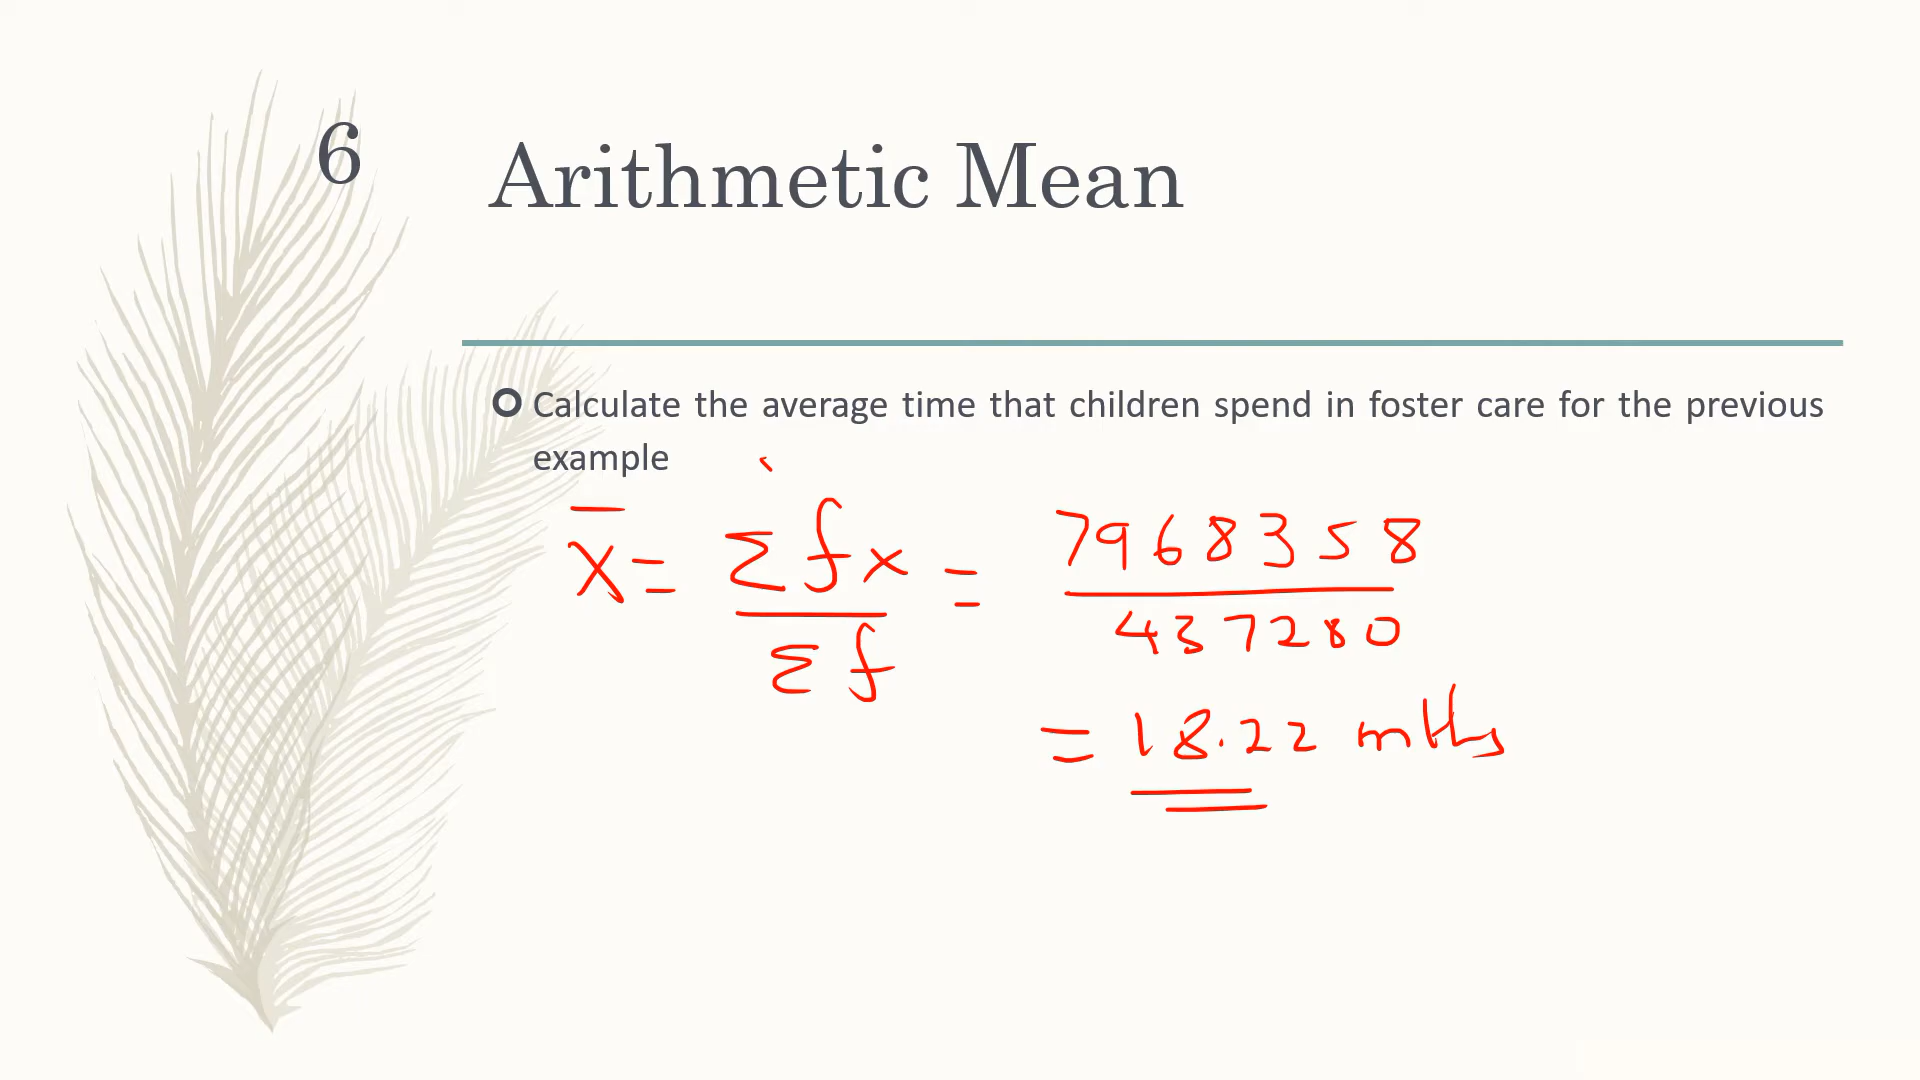 6
Arithmetic Mean
Calculate the average time that children spend in foster care for the previous
example
x̄ = Σfx / Σf = 7968358 / 437280
= 18.22 mths